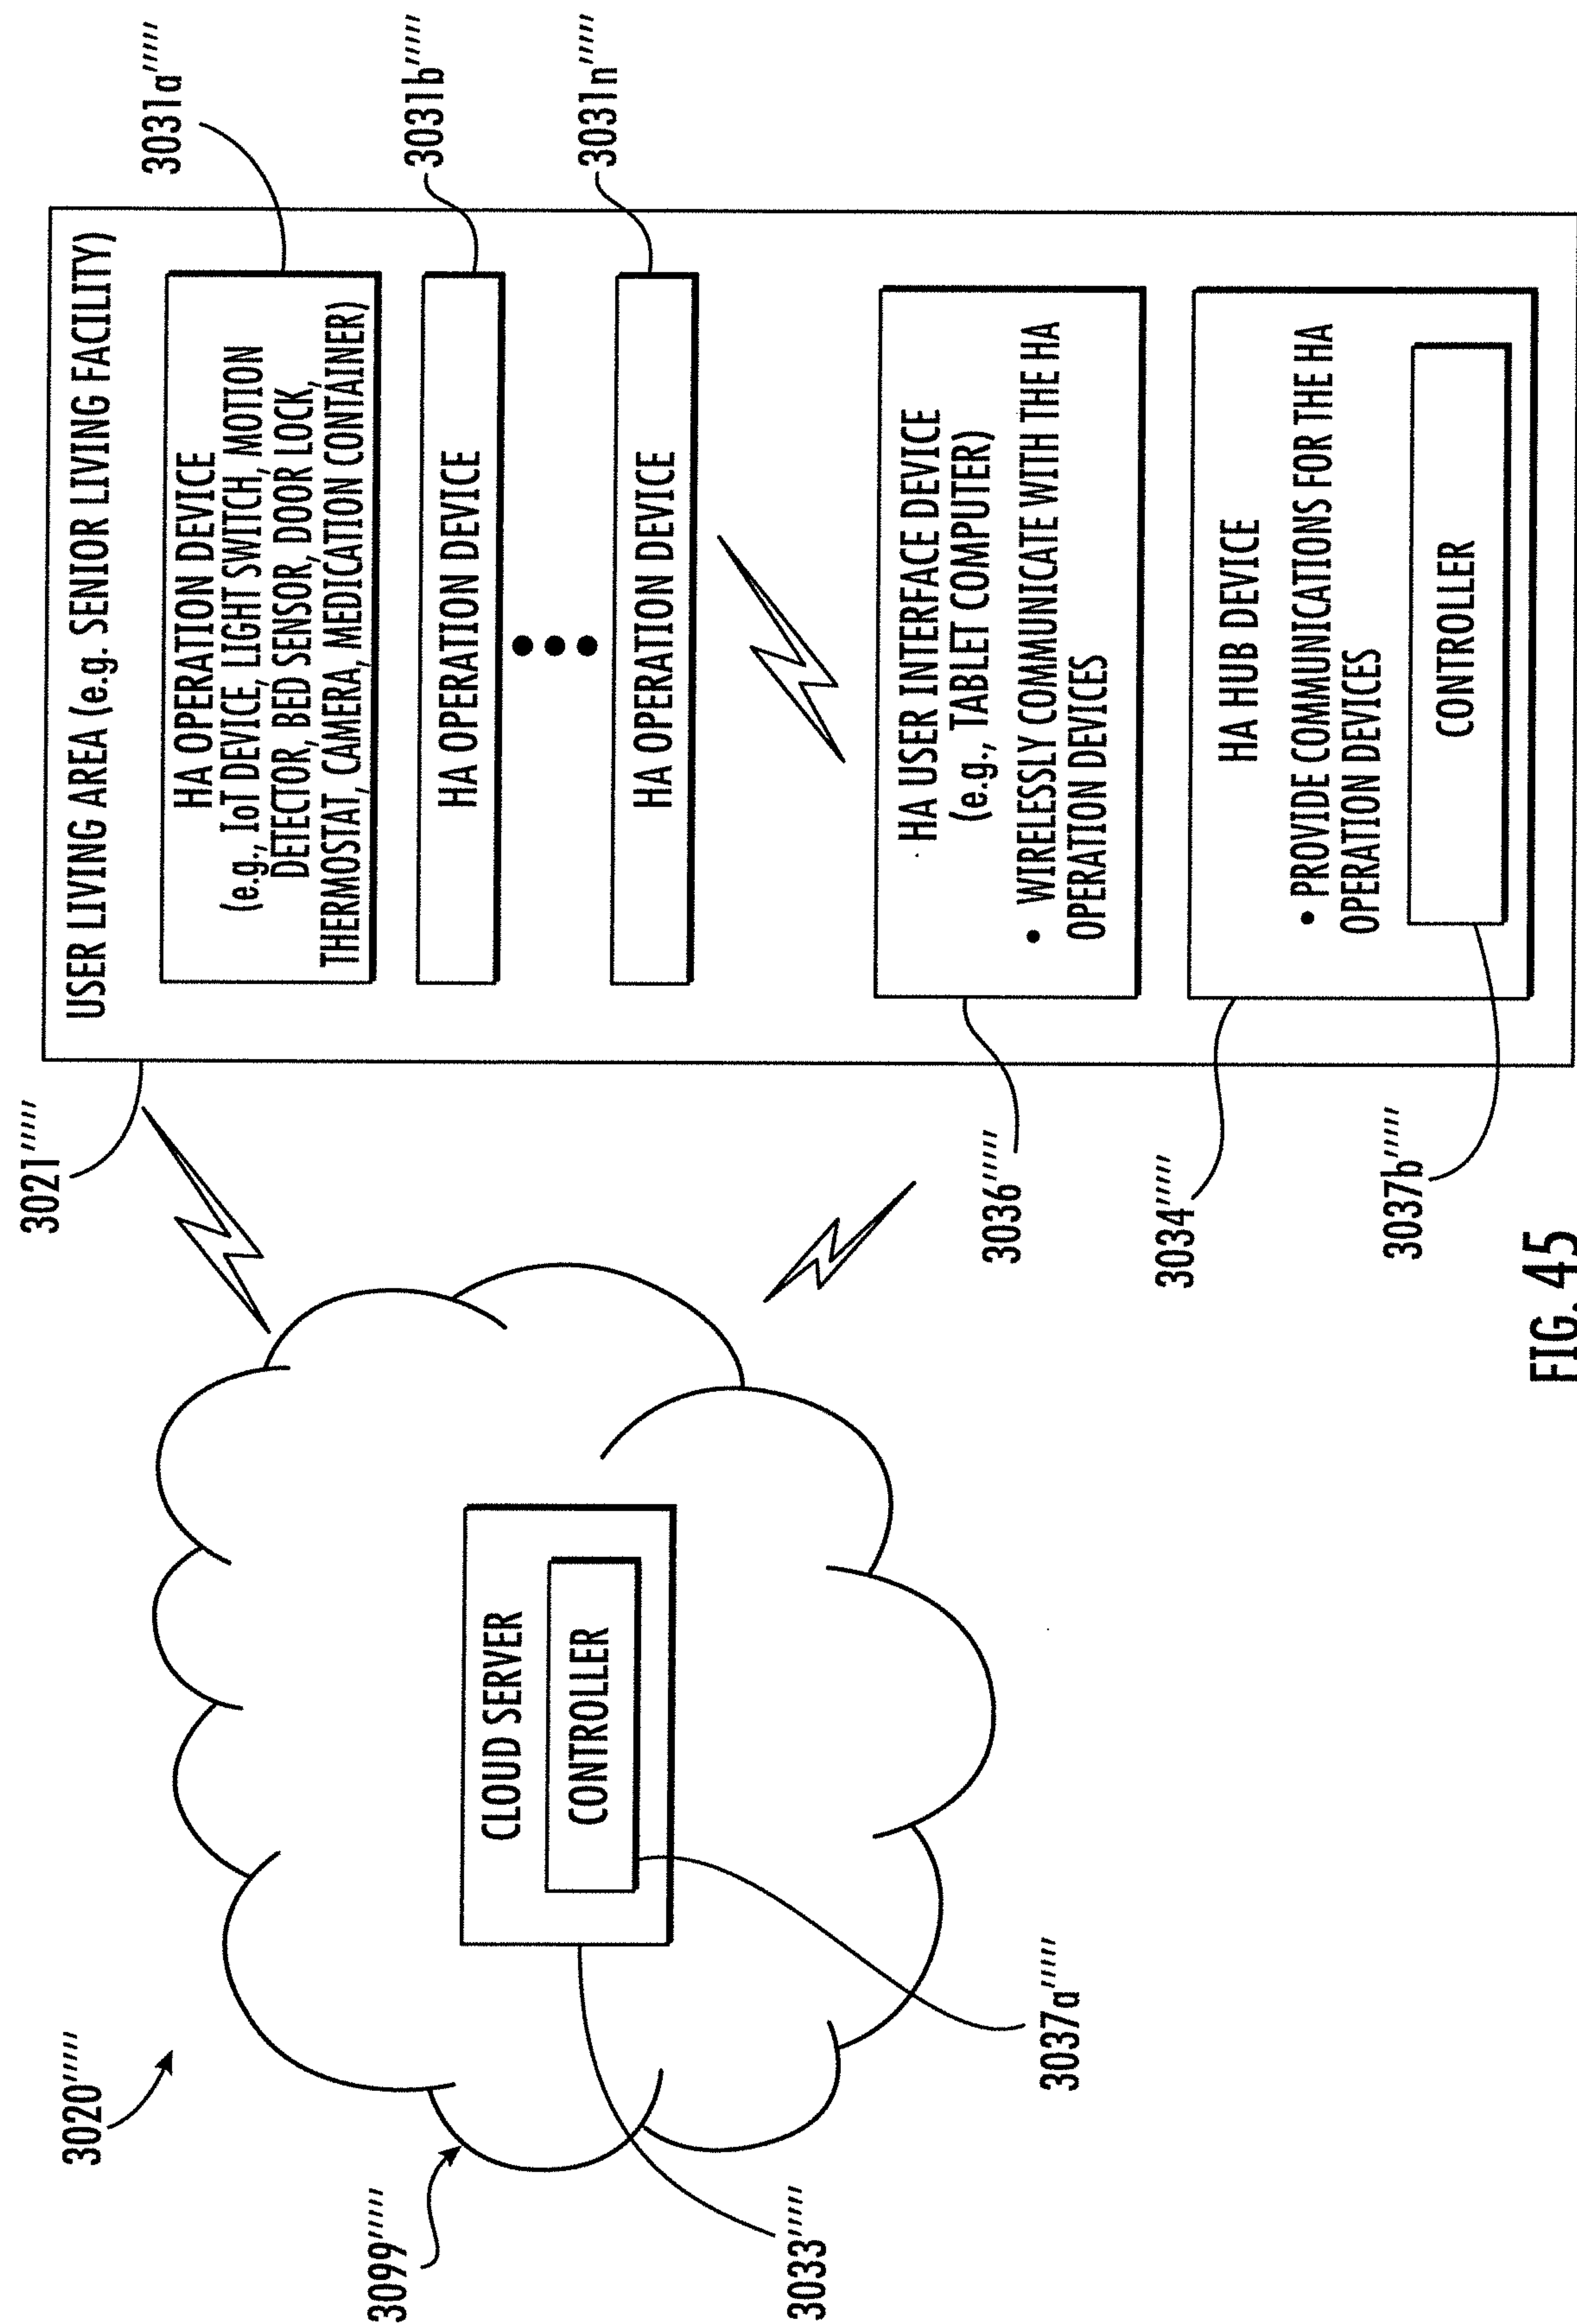 3020'''''
3021'''''
3099'''''
3033'''''
3037a'''''
CLOUD SERVER
CONTROLLER
USER LIVING AREA (e.g. SENIOR LIVING FACILITY)
HA OPERATION DEVICE
(e.g., IoT DEVICE, LIGHT SWITCH, MOTION
DETECTOR, BED SENSOR, DOOR LOCK,
THERMOSTAT, CAMERA, MEDICATION CONTAINER)
3031a'''''
HA OPERATION DEVICE
3031b'''''
HA OPERATION DEVICE
3031n'''''
HA USER INTERFACE DEVICE
(e.g., TABLET COMPUTER)
• WIRELESSLY COMMUNICATE WITH THE HA
OPERATION DEVICES
3036'''''
HA HUB DEVICE
• PROVIDE COMMUNICATIONS FOR THE HA
OPERATION DEVICES
3034'''''
CONTROLLER
3037b'''''
FIG. 45